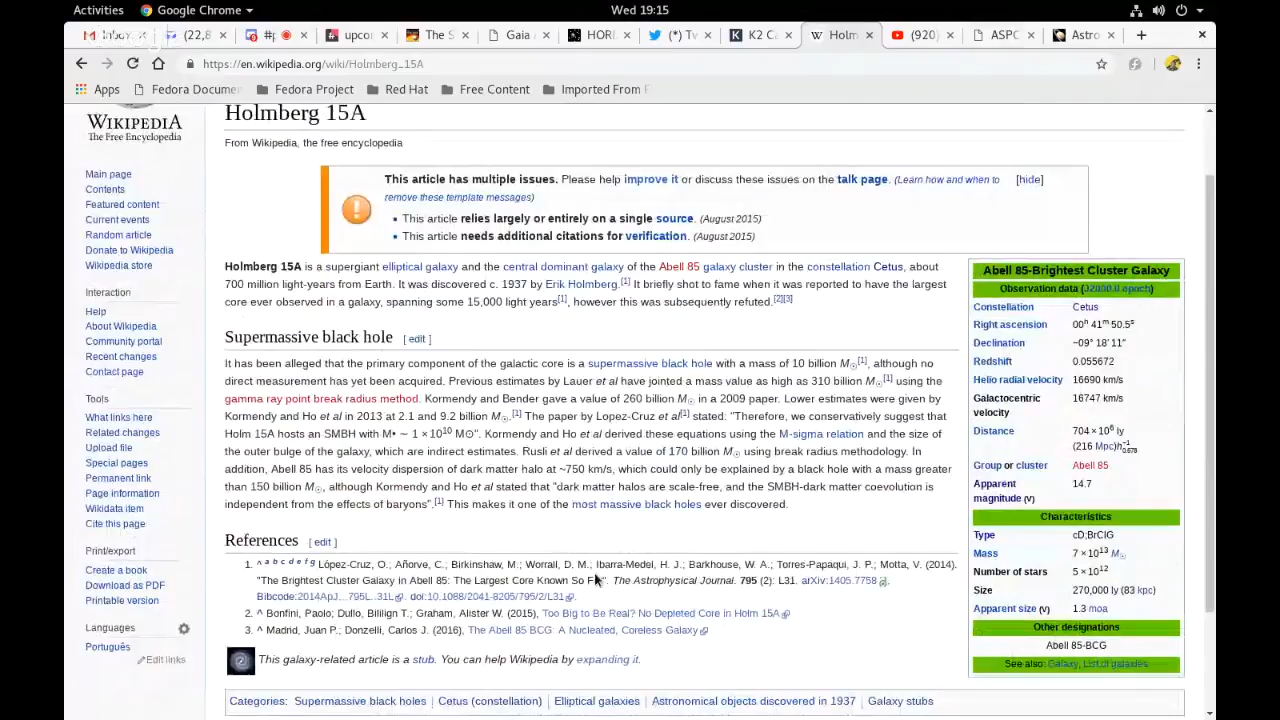 Activities Google Chrome Wed 19:15
Inbox (22,8 #p upcor The S Gaia HORI (*) Tw K2 Ca Holm (920) ASPC Astro
https://en.wikipedia.org/wiki/Holmberg_15A
Apps Fedora Documen Fedora Project Red Hat Free Content Imported From F
WIKIPEDIA
The Free Encyclopedia
Main page
Contents
Featured content
Current events
Random article
Donate to Wikipedia
Wikipedia store
Interaction
Help
About Wikipedia
Community portal
Recent changes
Contact page
Tools
What links here
Related changes
Upload file
Special pages
Permanent link
Page information
Wikidata item
Cite this page
Print/export
Create a book
Download as PDF
Printable version
Languages
Português
Edit links
Holmberg 15A
From Wikipedia, the free encyclopedia
This article has multiple issues. Please help improve it or discuss these issues on the talk page. (Learn how and when to [hide]
remove these template messages)
• This article relies largely or entirely on a single source. (August 2015)
• This article needs additional citations for verification. (August 2015)
Holmberg 15A is a supergiant elliptical galaxy and the central dominant galaxy of the Abell 85 galaxy cluster in the constellation Cetus, about
700 million light-years from Earth. It was discovered c. 1937 by Erik Holmberg.[1] It briefly shot to fame when it was reported to have the largest
core ever observed in a galaxy, spanning some 15,000 light years[1], however this was subsequently refuted.[2][3]
Supermassive black hole [ edit ]
It has been alleged that the primary component of the galactic core is a supermassive black hole with a mass of 10 billion M☉[1], although no
direct measurement has yet been acquired. Previous estimates by Lauer et al have jointed a mass value as high as 310 billion M☉[1] using the
gamma ray point break radius method. Kormendy and Bender gave a value of 260 billion M☉ in a 2009 paper. Lower estimates were given by
Kormendy and Ho et al in 2013 at 2.1 and 9.2 billion M☉.[1] The paper by Lopez-Cruz et al[1] stated: "Therefore, we conservatively suggest that
Holm 15A hosts an SMBH with M• ∼ 1 × 10^10 M⊙". Kormendy and Ho et al derived these equations using the M-sigma relation and the size of
the outer bulge of the galaxy, which are indirect estimates. Rusli et al derived a value of 170 billion M☉ using break radius methodology. In
addition, Abell 85 has its velocity dispersion of dark matter halo at ~750 km/s, which could only be explained by a black hole with a mass greater
than 150 billion M☉, although Kormendy and Ho et al stated that "dark matter halos are scale-free, and the SMBH-dark matter coevolution is
independent from the effects of baryons".[1] This makes it one of the most massive black holes ever discovered.
References [ edit ]
1. ^ a b c d e f g López-Cruz, O.; Añorve, C.; Birkinshaw, M.; Worrall, D. M.; Ibarra-Medel, H. J.; Barkhouse, W. A.; Torres-Papaqui, J. P.; Motta, V. (2014).
"The Brightest Cluster Galaxy in Abell 85: The Largest Core Known So F The Astrophysical Journal. 795 (2): L31. arXiv:1405.7758.
Bibcode:2014ApJ...795L..31L. doi:10.1088/2041-8205/795/2/L31.
2. ^ Bonfini, Paolo; Dullo, Bililign T.; Graham, Alister W. (2015), Too Big to Be Real? No Depleted Core in Holm 15A
3. ^ Madrid, Juan P.; Donzelli, Carlos J. (2016), The Abell 85 BCG: A Nucleated, Coreless Galaxy
This galaxy-related article is a stub. You can help Wikipedia by expanding it.
Categories: Supermassive black holes | Cetus (constellation) | Elliptical galaxies | Astronomical objects discovered in 1937 | Galaxy stubs
Abell 85-Brightest Cluster Galaxy
Observation data (J2000.0 epoch)
Constellation Cetus
Right ascension 00h 41m 50.5s
Declination −09° 18′ 11″
Redshift 0.055672
Helio radial velocity 16690 km/s
Galactocentric 16747 km/s
velocity
Distance 704 × 10^6 ly
(216 Mpc)h−1 0.678
Group or cluster Abell 85
Apparent 14.7
magnitude (V)
Characteristics
Type cD;BrClG
Mass 7 × 10^13 M☉
Number of stars 5 × 10^12
Size 270,000 ly (83 kpc)
Apparent size (V) 1.3 moa
Other designations
Abell 85-BCG
See also: Galaxy, List of galaxies